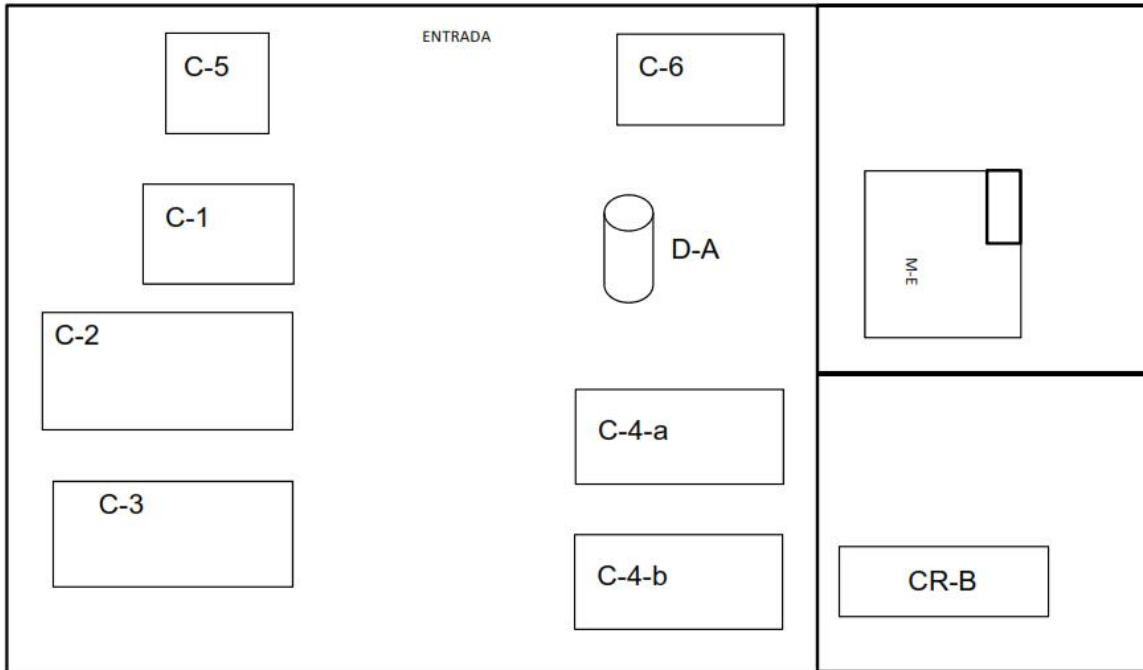 ENTRADA
C-5
C-6
C-1
D-A
M-E
C-2
C-4-a
C-3
C-4-b
CR-B